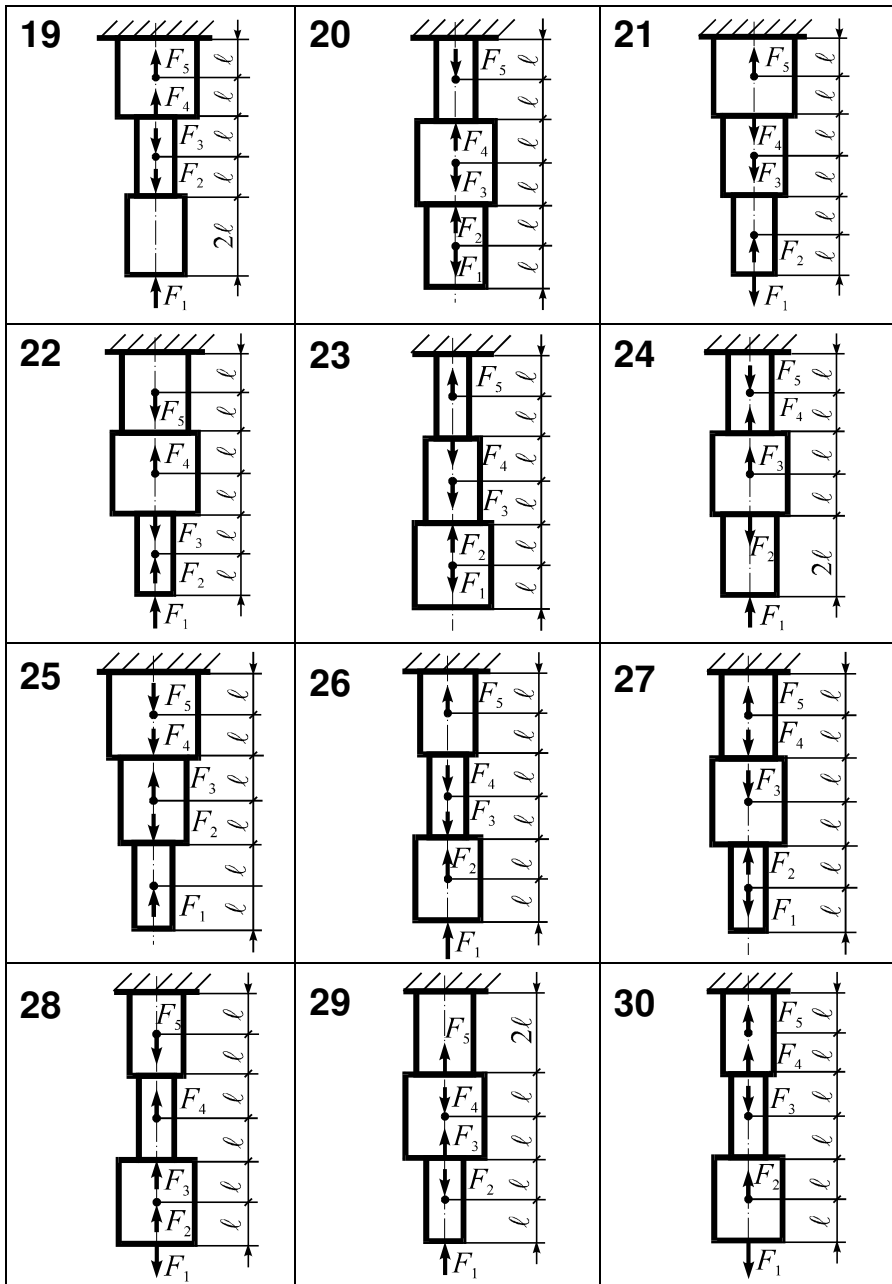 19
F₅
ℓ
F₄
ℓ
F₃
ℓ
F₂
ℓ
2ℓ
F₁
20
F₅
ℓ
ℓ
F₄
ℓ
F₃
ℓ
F₂
ℓ
F₁
ℓ
21
F₅
ℓ
ℓ
F₄
ℓ
F₃
ℓ
ℓ
F₂
ℓ
F₁
22
ℓ
F₅
ℓ
F₄
ℓ
ℓ
F₃
ℓ
F₂
ℓ
F₁
23
F₅
ℓ
ℓ
F₄
ℓ
F₃
ℓ
F₂
ℓ
F₁
ℓ
24
F₅
ℓ
F₄
ℓ
F₃
ℓ
ℓ
F₂
2ℓ
F₁
25
F₅
ℓ
F₄
ℓ
F₃
ℓ
F₂
ℓ
ℓ
F₁
ℓ
26
F₅
ℓ
ℓ
F₄
ℓ
F₃
ℓ
F₂
ℓ
ℓ
F₁
27
F₅
ℓ
F₄
ℓ
F₃
ℓ
ℓ
F₂
ℓ
F₁
ℓ
28
F₅
ℓ
ℓ
F₄
ℓ
ℓ
F₃
ℓ
F₂
ℓ
F₁
29
F₅
2ℓ
F₄
ℓ
F₃
ℓ
F₂
ℓ
ℓ
F₁
30
F₅
ℓ
F₄
ℓ
F₃
ℓ
ℓ
F₂
ℓ
ℓ
F₁